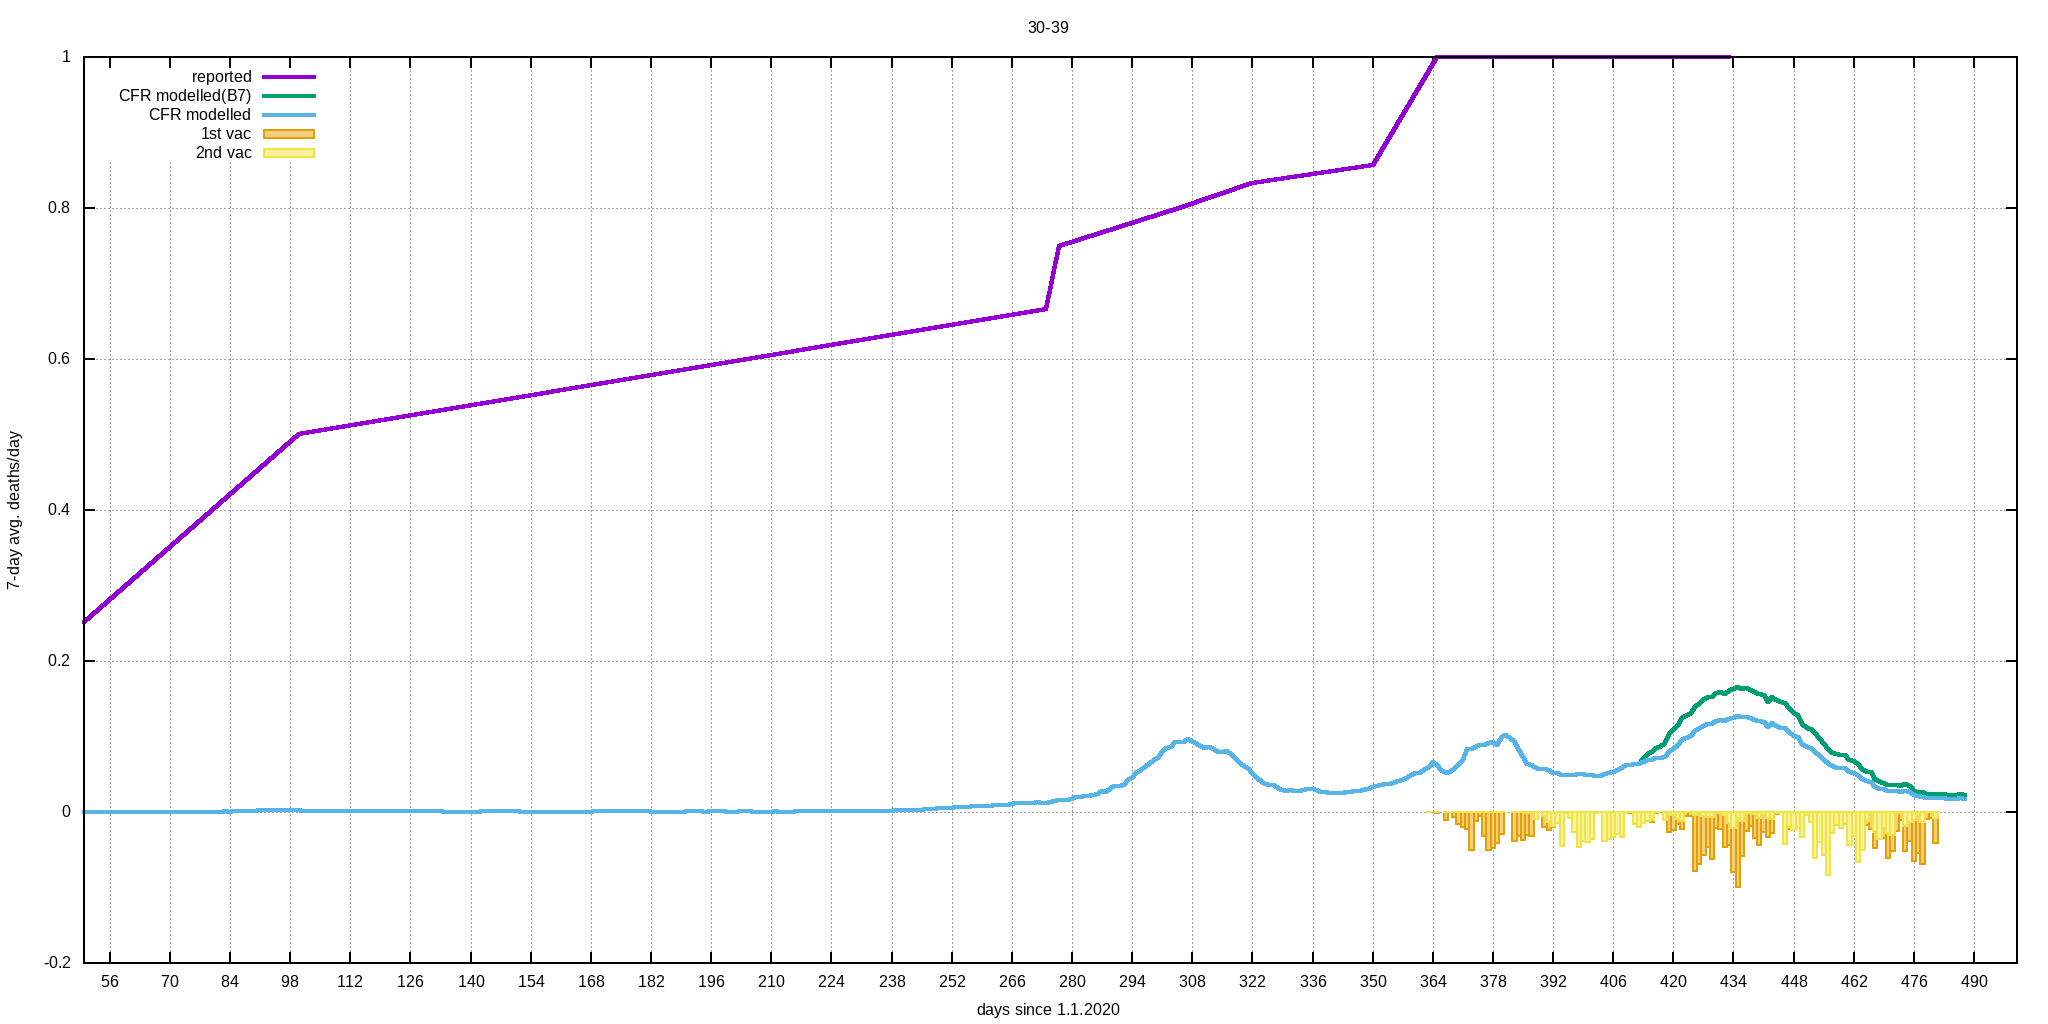 30-39
reported
CFR modelled(B7)
CFR modelled
1st vac
2nd vac
1
0.8
0.6
0.4
0.2
0
-0.2
7-day avg. deaths/day
56 70 84 98 112 126 140 154 168 182 196 210 224 238 252 266 280 294 308 322 336 350 364 378 392 406 420 434 448 462 476 490
days since 1.1.2020